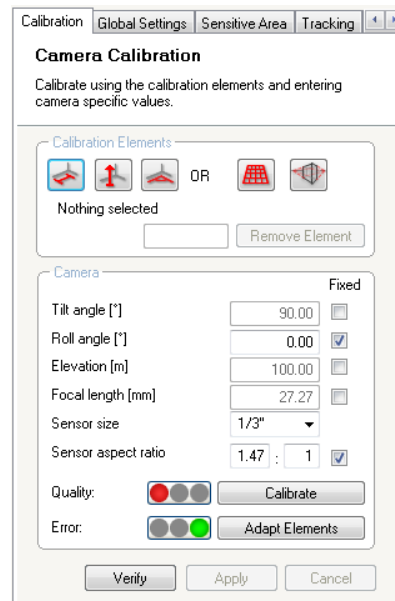 Calibration Global Settings Sensitive Area Tracking
Camera Calibration
Calibrate using the calibration elements and entering
camera specific values.
Calibration Elements
OR
Nothing selected
Remove Element
Camera
Fixed
Tilt angle [°] 90.00
Roll angle [°] 0.00
Elevation [m] 100.00
Focal length [mm] 27.27
Sensor size 1/3"
Sensor aspect ratio 1.47 : 1
Quality: Calibrate
Error: Adapt Elements
Verify Apply Cancel